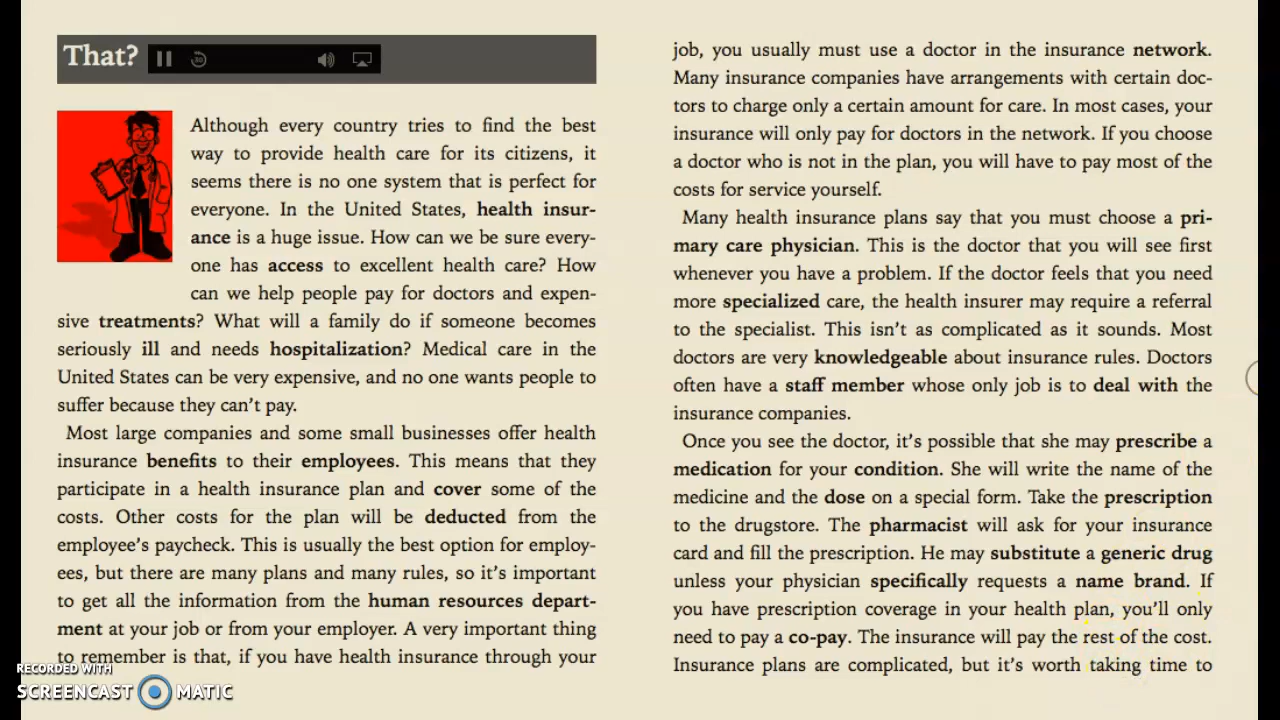 That?
30
Although every country tries to find the best
way to provide health care for its citizens, it
seems there is no one system that is perfect for
everyone. In the United States, health insur-
ance is a huge issue. How can we be sure every-
one has access to excellent health care? How
can we help people pay for doctors and expen-
sive treatments? What will a family do if someone becomes
seriously ill and needs hospitalization? Medical care in the
United States can be very expensive, and no one wants people to
suffer because they can't pay.
Most large companies and some small businesses offer health
insurance benefits to their employees. This means that they
participate in a health insurance plan and cover some of the
costs. Other costs for the plan will be deducted from the
employee's paycheck. This is usually the best option for employ-
ees, but there are many plans and many rules, so it's important
to get all the information from the human resources depart-
ment at your job or from your employer. A very important thing
to remember is that, if you have health insurance through your
job, you usually must use a doctor in the insurance network.
Many insurance companies have arrangements with certain doc-
tors to charge only a certain amount for care. In most cases, your
insurance will only pay for doctors in the network. If you choose
a doctor who is not in the plan, you will have to pay most of the
costs for service yourself.
Many health insurance plans say that you must choose a pri-
mary care physician. This is the doctor that you will see first
whenever you have a problem. If the doctor feels that you need
more specialized care, the health insurer may require a referral
to the specialist. This isn't as complicated as it sounds. Most
doctors are very knowledgeable about insurance rules. Doctors
often have a staff member whose only job is to deal with the
insurance companies.
Once you see the doctor, it's possible that she may prescribe a
medication for your condition. She will write the name of the
medicine and the dose on a special form. Take the prescription
to the drugstore. The pharmacist will ask for your insurance
card and fill the prescription. He may substitute a generic drug
unless your physician specifically requests a name brand. If
you have prescription coverage in your health plan, you'll only
need to pay a co-pay. The insurance will pay the rest of the cost.
Insurance plans are complicated, but it's worth taking time to
RECORDED WITH
SCREENCAST MATIC